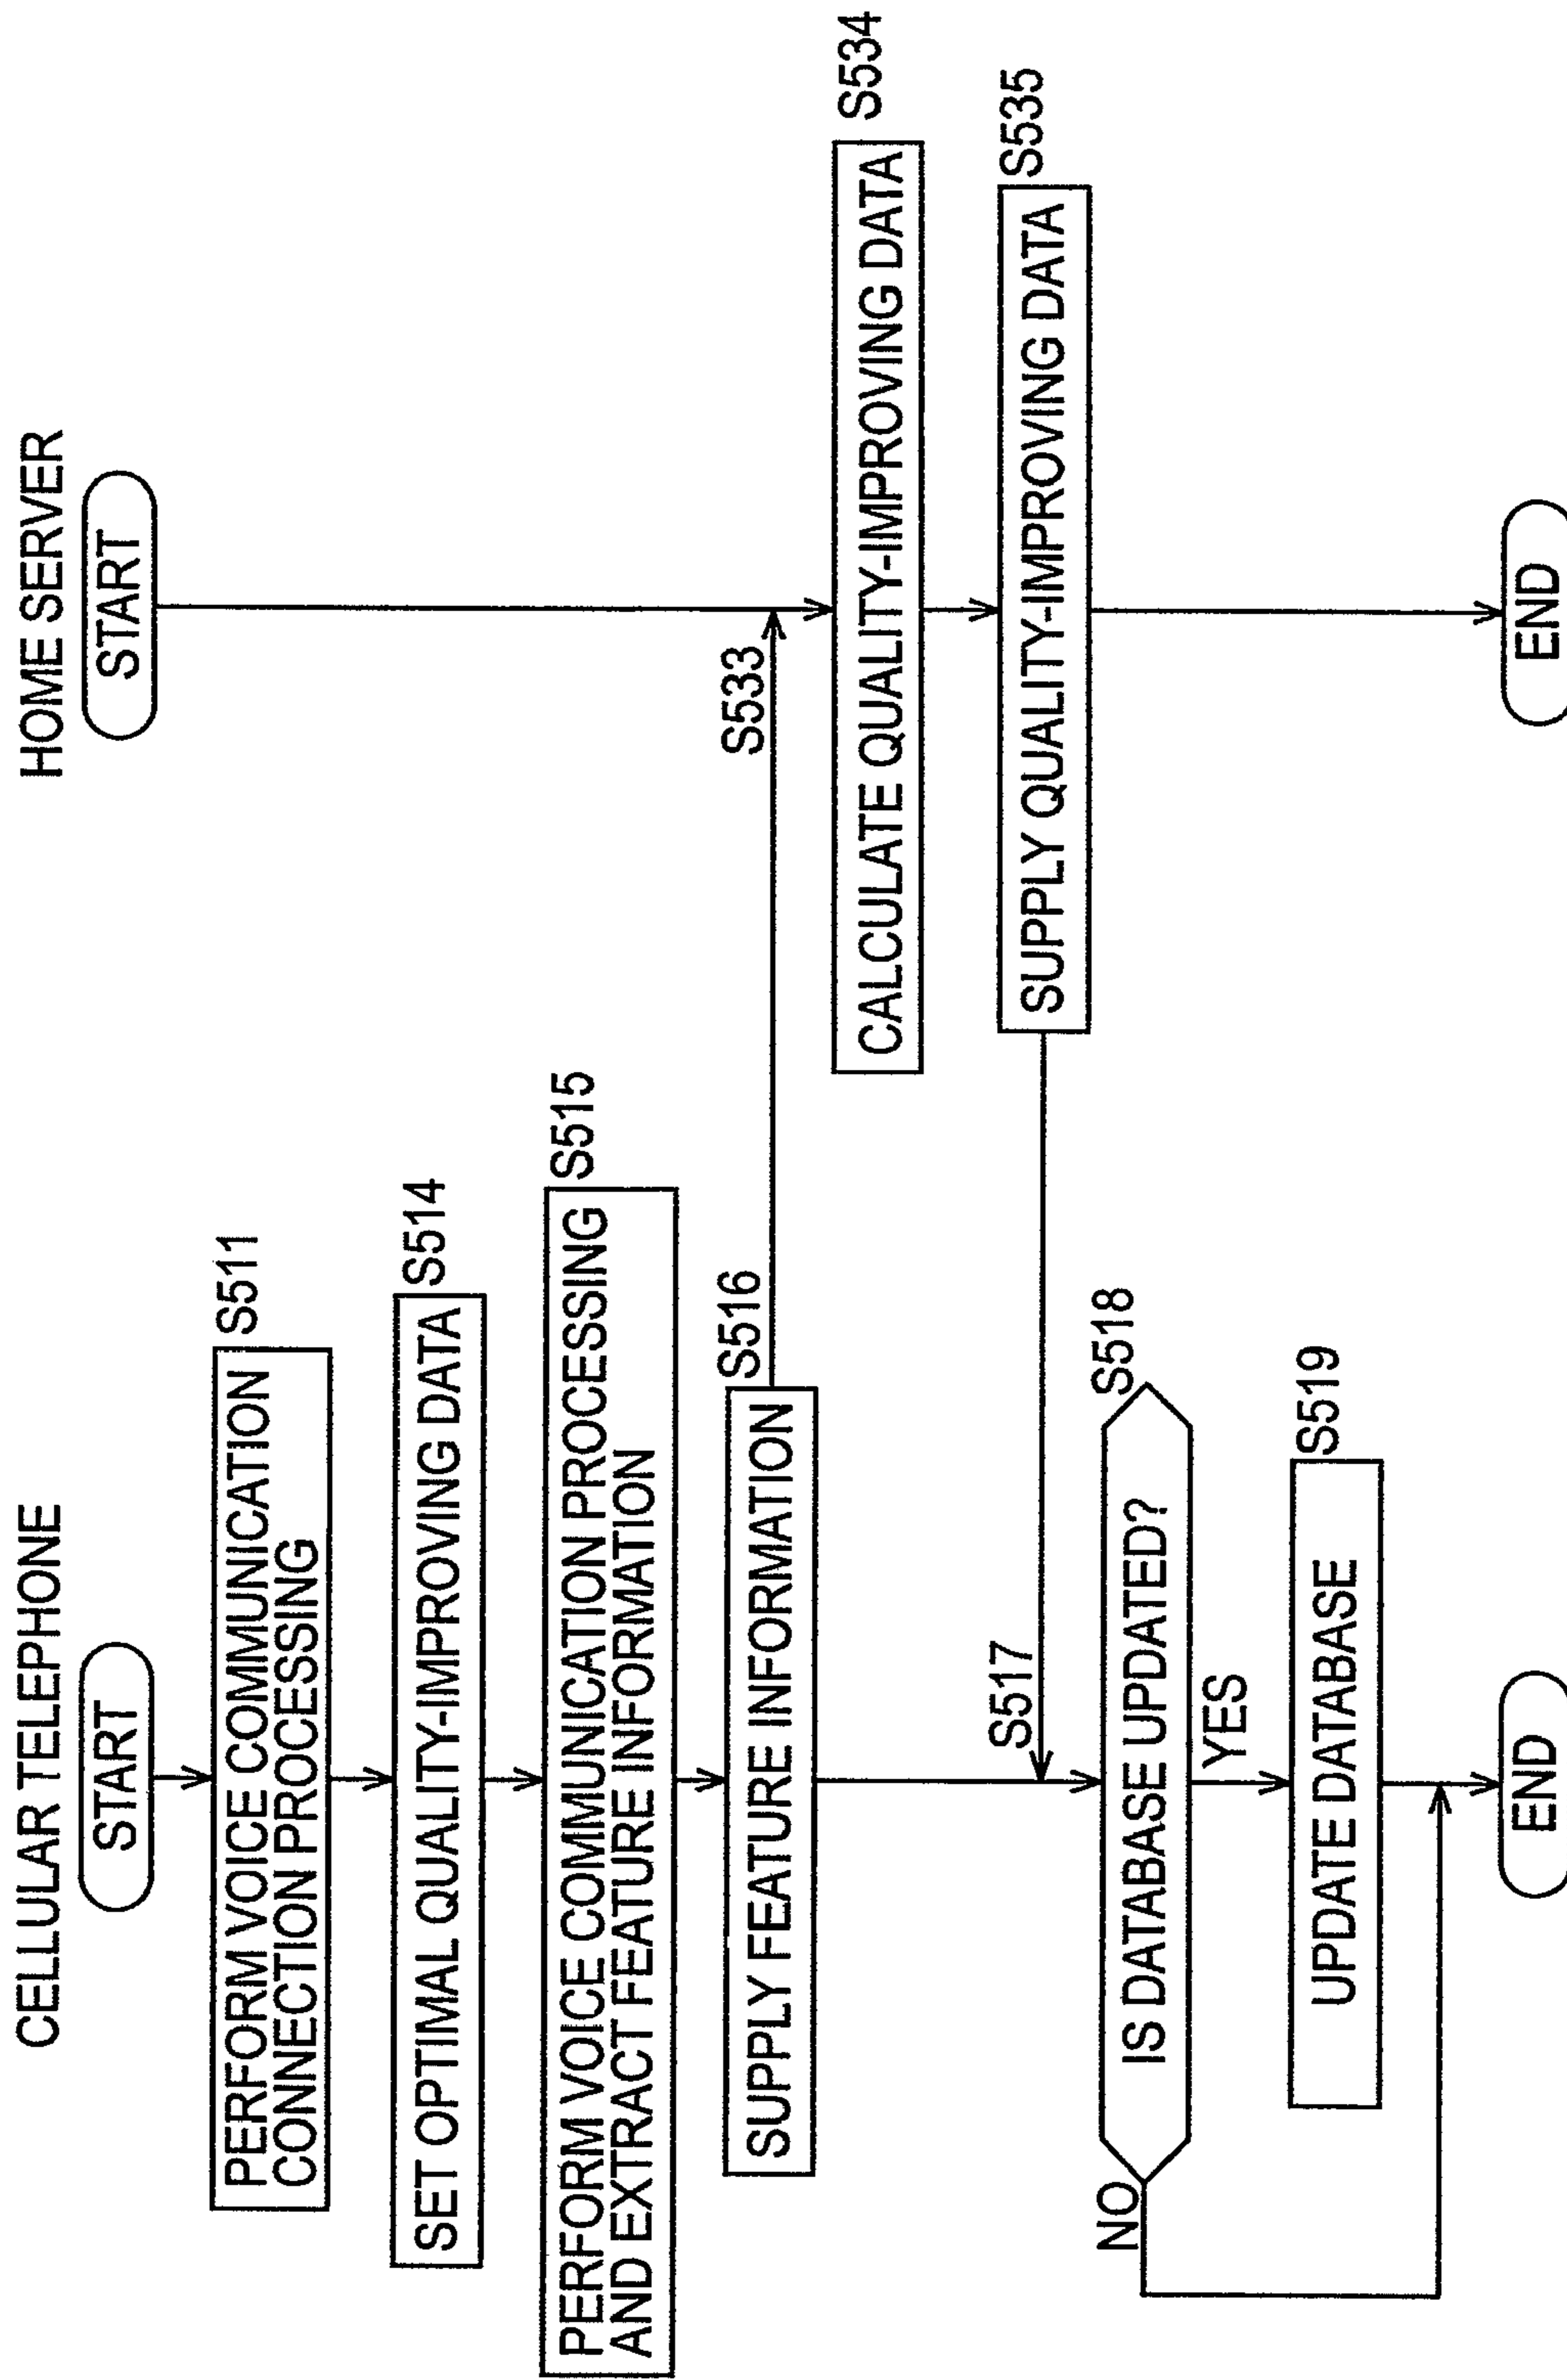 CELLULAR TELEPHONE
START
PERFORM VOICE COMMUNICATION
CONNECTION PROCESSING
S511
SET OPTIMAL QUALITY-IMPROVING DATA
S514
PERFORM VOICE COMMUNICATION PROCESSING
AND EXTRACT FEATURE INFORMATION
S515
SUPPLY FEATURE INFORMATION
S516
S517
IS DATABASE UPDATED?
S518
NO
YES
UPDATE DATABASE
S519
END
HOME SERVER
START
S533
CALCULATE QUALITY-IMPROVING DATA
S534
SUPPLY QUALITY-IMPROVING DATA
S535
END